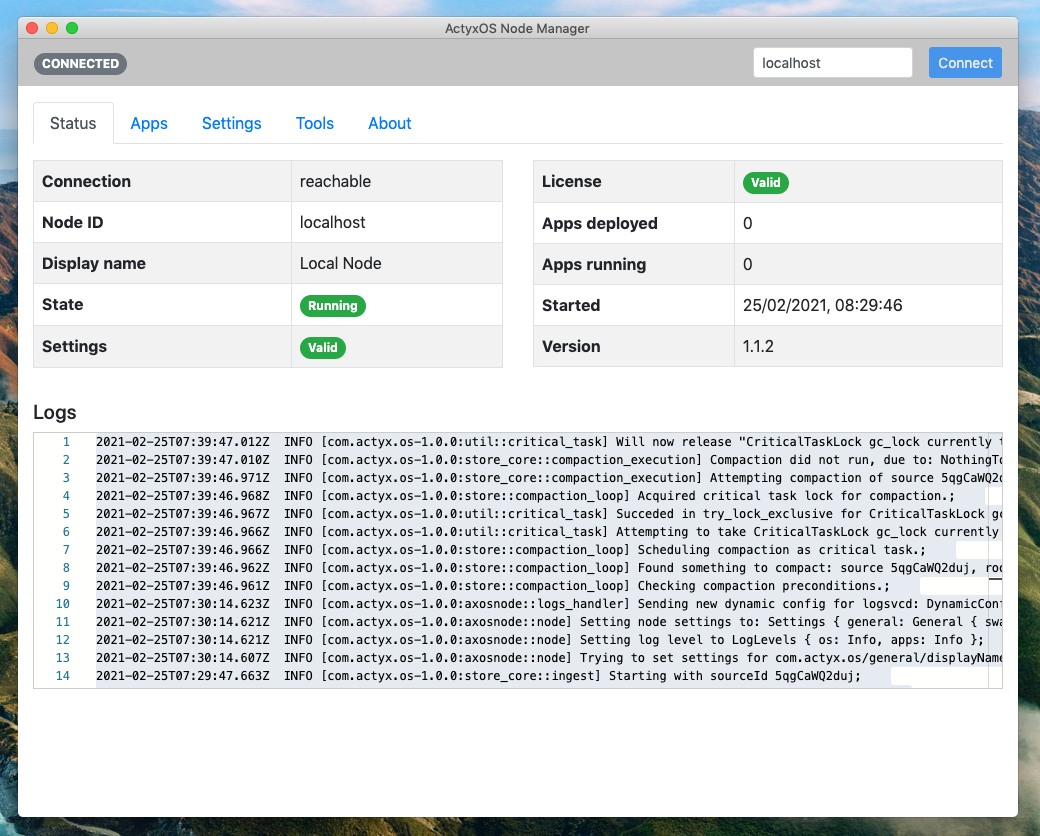 ActyxOS Node Manager
CONNECTED
localhost
Connect
Status
Apps
Settings
Tools
About
Connection reachable
Node ID localhost
Display name Local Node
State Running
Settings Valid
License Valid
Apps deployed 0
Apps running 0
Started 25/02/2021, 08:29:46
Version 1.1.2
Logs
1 2021-02-25T07:39:47.012Z INFO [com.actyx.os-1.0.0:util::critical_task] Will now release "CriticalTaskLock gc_lock currently
2 2021-02-25T07:39:47.010Z INFO [com.actyx.os-1.0.0:store_core::compaction_execution] Compaction did not run, due to: NothingTo
3 2021-02-25T07:39:46.971Z INFO [com.actyx.os-1.0.0:store_core::compaction_execution] Attempting compaction of source 5qgCaWQ2d
4 2021-02-25T07:39:46.968Z INFO [com.actyx.os-1.0.0:store::compaction_loop] Acquired critical task lock for compaction.;
5 2021-02-25T07:39:46.967Z INFO [com.actyx.os-1.0.0:util::critical_task] Succeded in try_lock_exclusive for CriticalTaskLock gc
6 2021-02-25T07:39:46.966Z INFO [com.actyx.os-1.0.0:util::critical_task] Attempting to take CriticalTaskLock gc_lock currently
7 2021-02-25T07:39:46.966Z INFO [com.actyx.os-1.0.0:store::compaction_loop] Scheduling compaction as critical task.;
8 2021-02-25T07:39:46.962Z INFO [com.actyx.os-1.0.0:store::compaction_loop] Found something to compact: source 5qgCaWQ2duj, roo
9 2021-02-25T07:39:46.961Z INFO [com.actyx.os-1.0.0:store::compaction_loop] Checking compaction preconditions.;
10 2021-02-25T07:30:14.623Z INFO [com.actyx.os-1.0.0:axosnode::logs_handler] Sending new dynamic config for logsvcd: DynamicConf
11 2021-02-25T07:30:14.621Z INFO [com.actyx.os-1.0.0:axosnode::node] Setting node settings to: Settings { general: General { swa
12 2021-02-25T07:30:14.621Z INFO [com.actyx.os-1.0.0:axosnode::node] Setting log level to LogLevels { os: Info, apps: Info };
13 2021-02-25T07:30:14.607Z INFO [com.actyx.os-1.0.0:axosnode::node] Trying to set settings for com.actyx.os/general/displayName
14 2021-02-25T07:29:47.663Z INFO [com.actyx.os-1.0.0:store_core::ingest] Starting with sourceId 5qgCaWQ2duj;